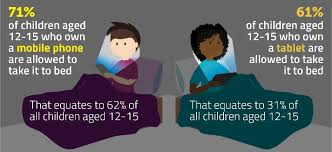 71%
of children aged
12-15 who own
a mobile phone
are allowed to
take it to bed
61%
of children aged
12-15 who own
a tablet are
allowed to take
it to bed
That equates to 62% of
all children aged 12-15
That equates to 31% of
all children aged 12-15